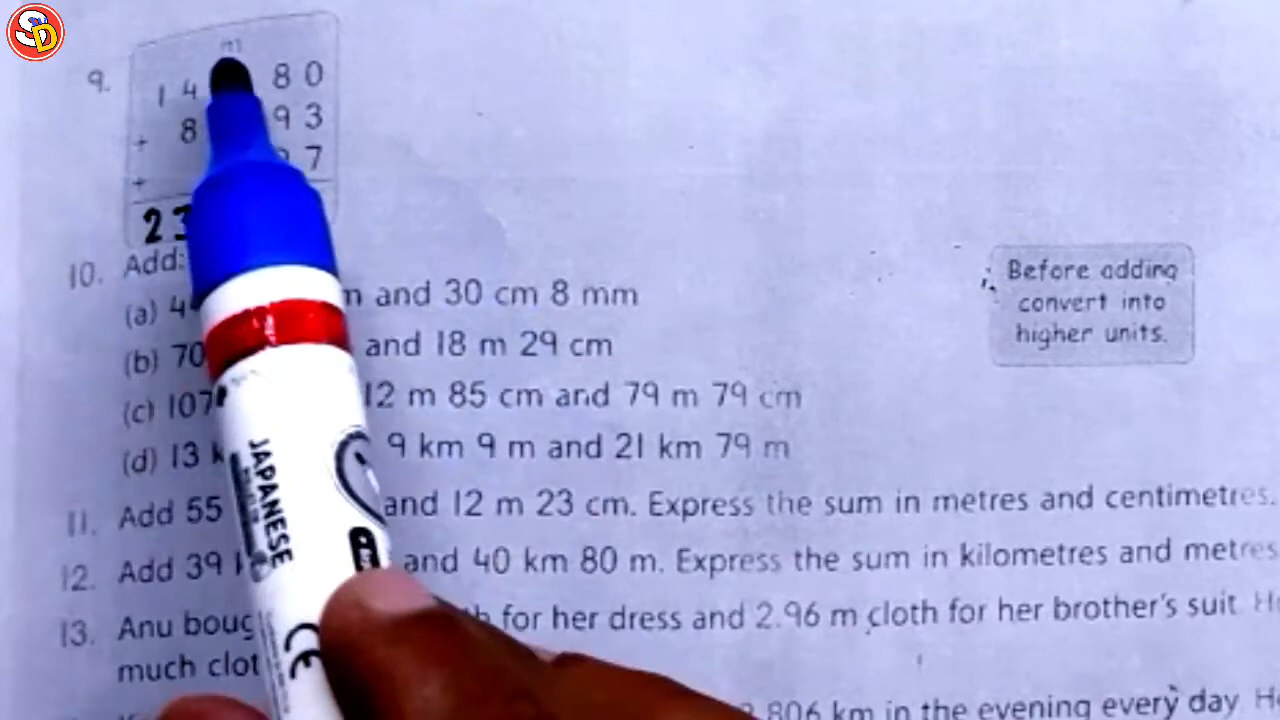 SD
m
9. 1 4 8 0
+ 8 9 3
+ 7
2 3
10. Add:
(a) 4 m and 30 cm 8 mm
(b) 70 and 18 m 29 cm
(c) 107 12 m 85 cm and 79 m 79 cm
(d) 13 k 9 km 9 m and 21 km 79 m
Before adding
convert into
higher units.
11. Add 55 and 12 m 23 cm. Express the sum in metres and centimetres.
12. Add 39 and 40 km 80 m. Express the sum in kilometres and metres
13. Anu boug for her dress and 2.96 m cloth for her brother's suit. H
much clot
806 km in the evening every day. H
JAPANESE
CE